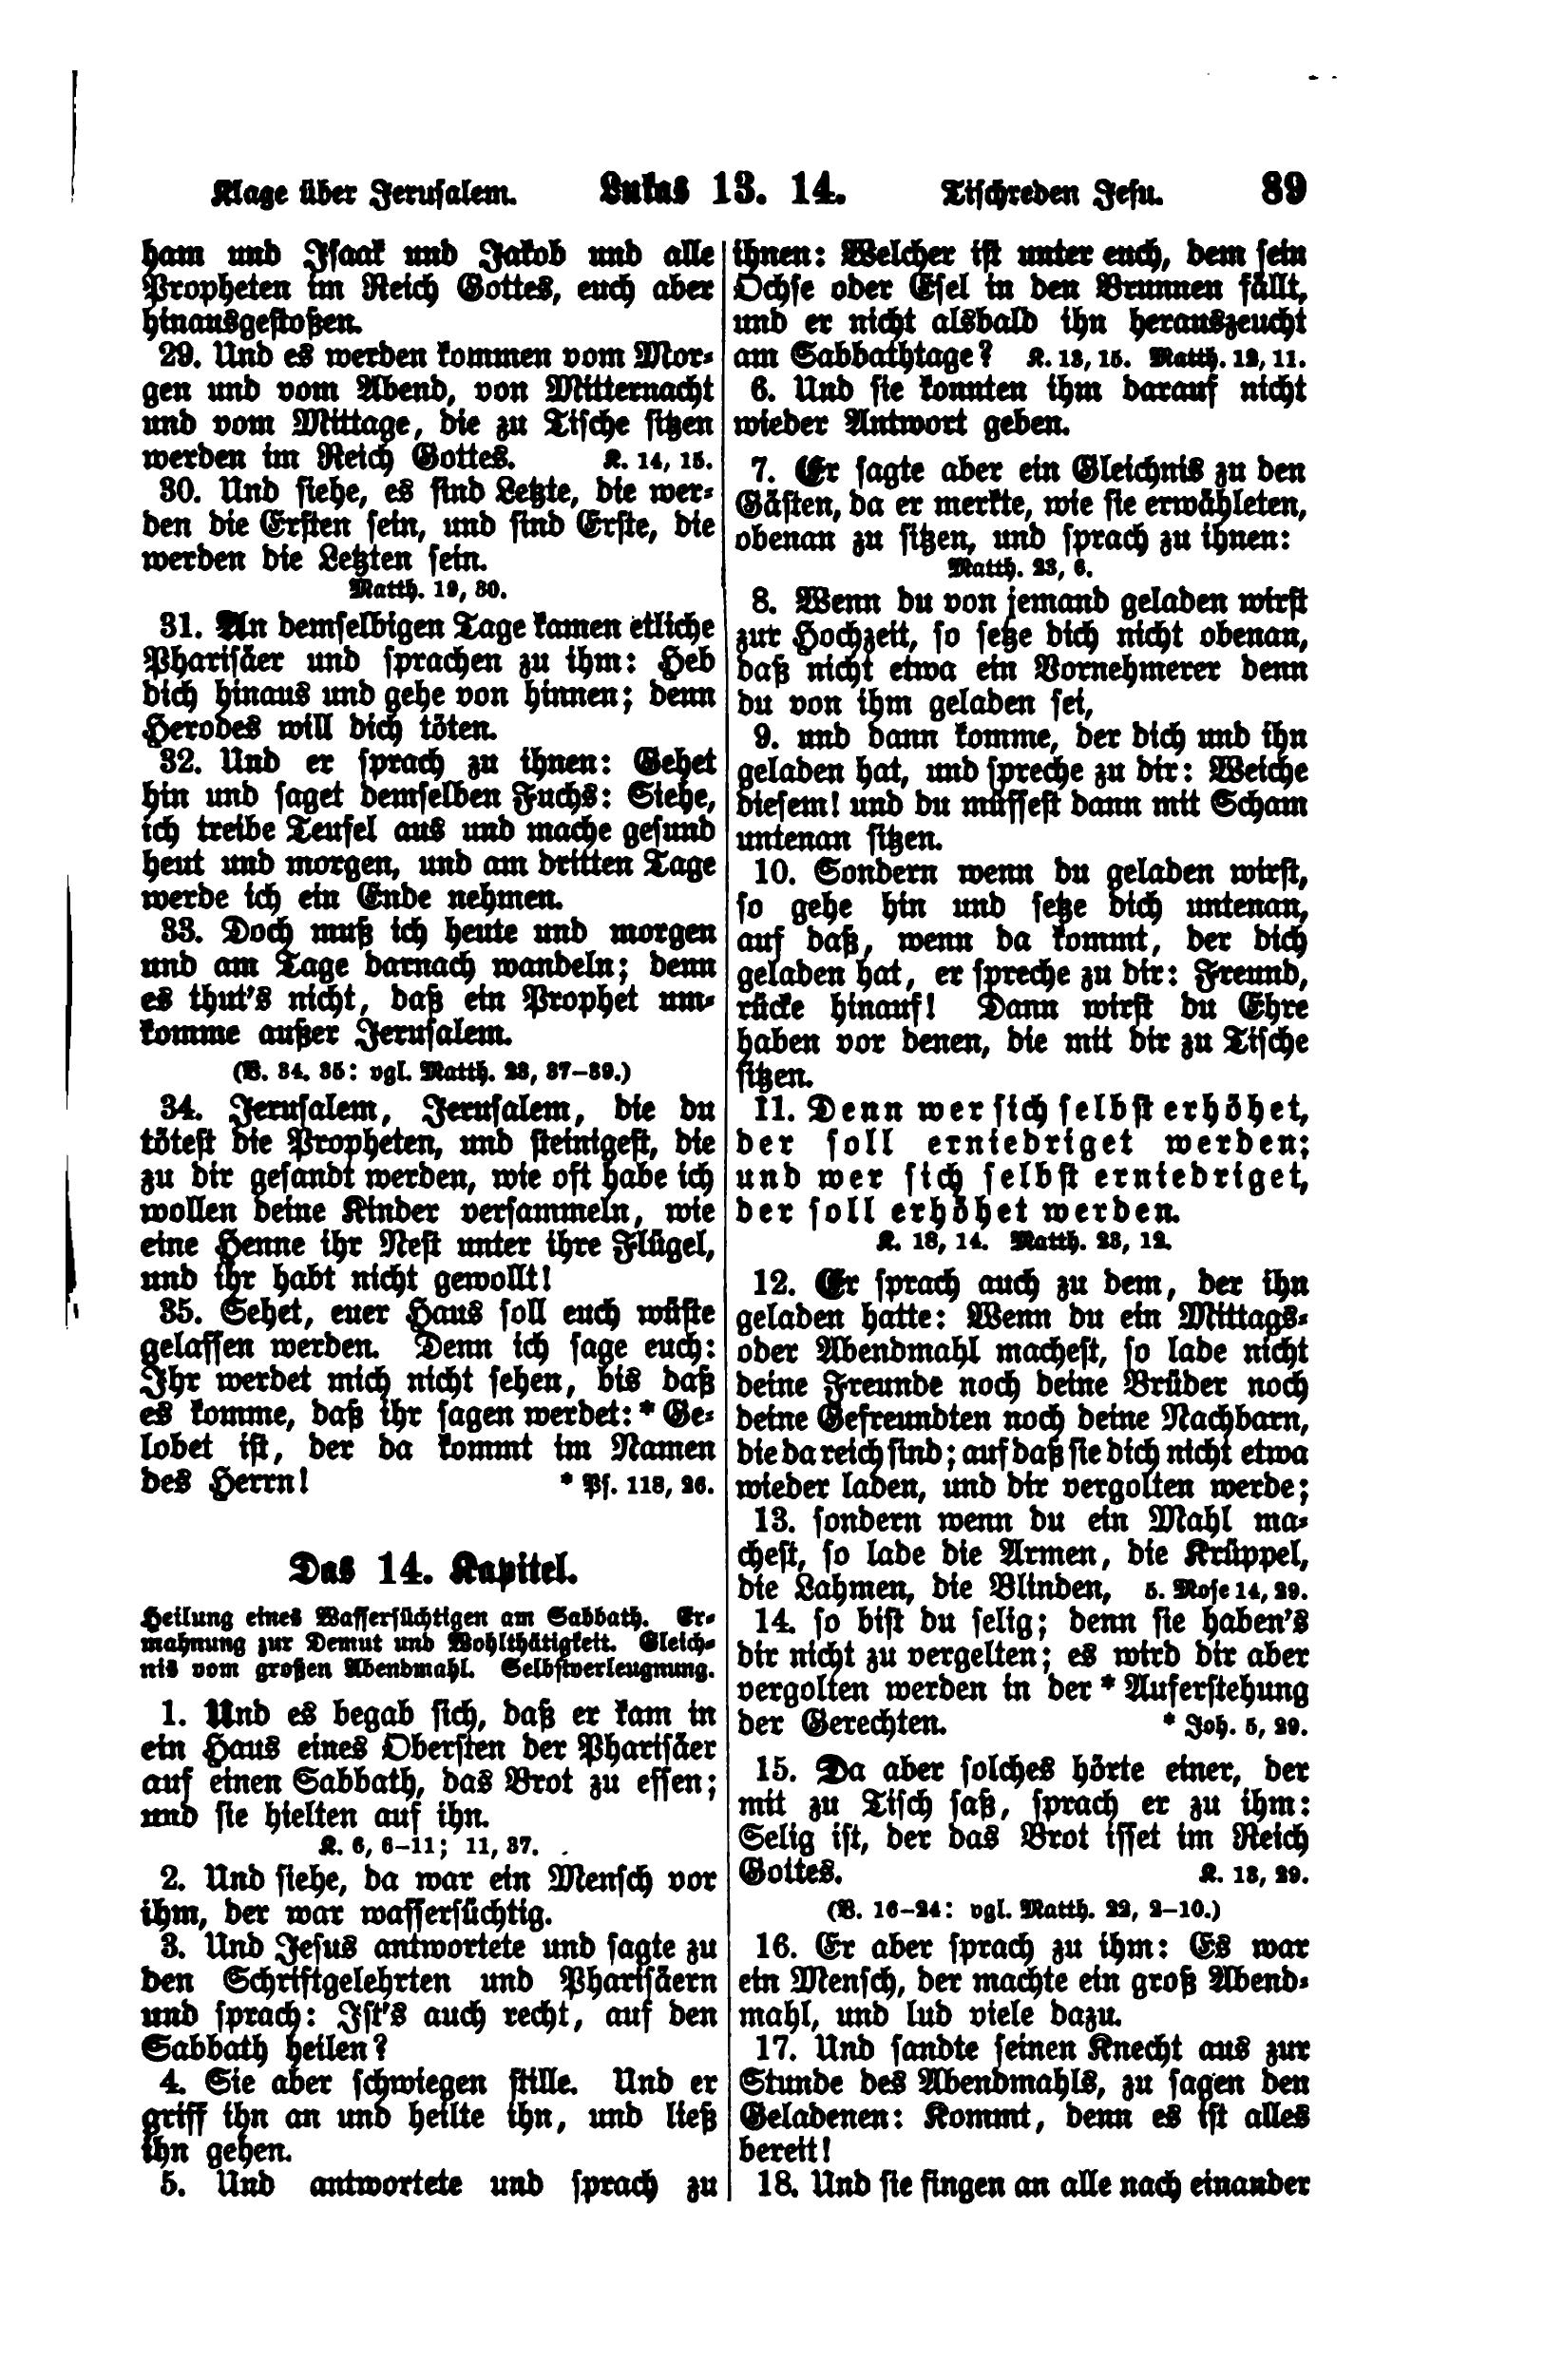 Klage über Jerusalem. Lukas 13. 14. Tischreden Jesu. 89
ham und Isaak und Jakob und alle
Propheten im Reich Gottes, euch aber
hinausgestoßen.
29. Und es werden kommen vom Mor-
gen und vom Abend, von Mitternacht
und vom Mittage, die zu Tische sitzen
werden im Reich Gottes. K. 14, 15.
30. Und siehe, es sind Letzte, die wer-
den die Ersten sein, und sind Erste, die
werden die Letzten sein.
Matth. 19, 30.
31. An demselbigen Tage kamen etliche
Pharisäer und sprachen zu ihm: Heb
dich hinaus und gehe von hinnen; denn
Herodes will dich töten.
32. Und er sprach zu ihnen: Gehet
hin und saget demselben Fuchs: Siehe,
ich treibe Teufel aus und mache gesund
heut und morgen, und am dritten Tage
werde ich ein Ende nehmen.
33. Doch muß ich heute und morgen
und am Tage darnach wandeln; denn
es thut's nicht, daß ein Prophet um-
komme außer Jerusalem.
(V. 34. 35: vgl. Matth. 23, 37–39.)
34. Jerusalem, Jerusalem, die du
tötest die Propheten, und steinigest, die
zu dir gesandt werden, wie oft habe ich
wollen deine Kinder versammeln, wie
eine Henne ihr Nest unter ihre Flügel,
und ihr habt nicht gewollt!
35. Sehet, euer Haus soll euch wüste
gelassen werden. Denn ich sage euch:
Ihr werdet mich nicht sehen, bis daß
es komme, daß ihr sagen werdet: * Ge-
lobet ist, der da kommt im Namen
des Herrn! * Ps. 118, 26.
Das 14. Kapitel.
Heilung eines Wassersüchtigen am Sabbath. Er-
mahnung zur Demut und Wohlthätigkeit. Gleich-
nis vom großen Abendmahl. Selbstverleugnung.
1. Und es begab sich, daß er kam in
ein Haus eines Obersten der Pharisäer
auf einen Sabbath, das Brot zu essen;
und sie hielten auf ihn.
K. 6, 6–11; 11, 37.
2. Und siehe, da war ein Mensch vor
ihm, der war wassersüchtig.
3. Und Jesus antwortete und sagte zu
den Schriftgelehrten und Pharisäern
und sprach: Ist's auch recht, auf den
Sabbath heilen?
4. Sie aber schwiegen stille. Und er
griff ihn an und heilte ihn, und ließ
ihn gehen.
5. Und antwortete und sprach zu
ihnen: Welcher ist unter euch, dem sein
Ochse oder Esel in den Brunnen fällt,
und er nicht alsbald ihn herauszeucht
am Sabbathtage? K. 13, 15. Matth. 12, 11.
6. Und sie konnten ihm darauf nicht
wieder Antwort geben.
7. Er sagte aber ein Gleichnis zu den
Gästen, da er merkte, wie sie erwähleten,
obenan zu sitzen, und sprach zu ihnen:
Matth. 23, 6.
8. Wenn du von jemand geladen wirst
zur Hochzeit, so setze dich nicht obenan,
daß nicht etwa ein Vornehmerer denn
du von ihm geladen sei,
9. und dann komme, der dich und ihn
geladen hat, und spreche zu dir: Weiche
diesem! und du müssest dann mit Scham
untenan sitzen.
10. Sondern wenn du geladen wirst,
so gehe hin und setze dich untenan,
auf daß, wenn da kommt, der dich
geladen hat, er spreche zu dir: Freund,
rücke hinauf! Dann wirst du Ehre
haben vor denen, die mit dir zu Tische
sitzen.
11. Denn wer sich selbst erhöhet,
der soll erniedriget werden;
und wer sich selbst erniedriget,
der soll erhöhet werden.
K. 18, 14. Matth. 23, 12.
12. Er sprach auch zu dem, der ihn
geladen hatte: Wenn du ein Mittags-
oder Abendmahl machest, so lade nicht
deine Freunde noch deine Brüder noch
deine Gefreundten noch deine Nachbarn,
die da reich sind; auf daß sie dich nicht etwa
wieder laden, und dir vergolten werde;
13. sondern wenn du ein Mahl ma-
chest, so lade die Armen, die Krüppel,
die Lahmen, die Blinden, 5. Mose 14, 29.
14. so bist du selig; denn sie haben's
dir nicht zu vergelten; es wird dir aber
vergolten werden in der * Auferstehung
der Gerechten. * Joh. 5, 29.
15. Da aber solches hörte einer, der
mit zu Tisch saß, sprach er zu ihm:
Selig ist, der das Brot isset im Reich
Gottes. K. 13, 29.
(V. 16–24: vgl. Matth. 22, 2–10.)
16. Er aber sprach zu ihm: Es war
ein Mensch, der machte ein groß Abend-
mahl, und lud viele dazu.
17. Und sandte seinen Knecht aus zur
Stunde des Abendmahls, zu sagen den
Geladenen: Kommt, denn es ist alles
bereit!
18. Und sie fingen an alle nach einander